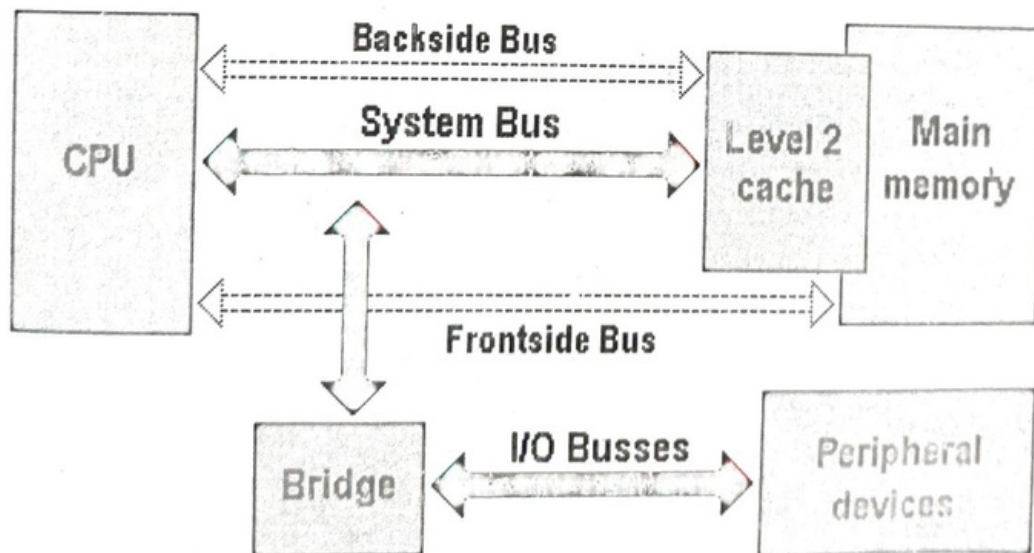 Backside Bus
System Bus
CPU
Level 2
cache
Main
memory
Frontside Bus
Bridge
I/O Busses
Peripheral
devices